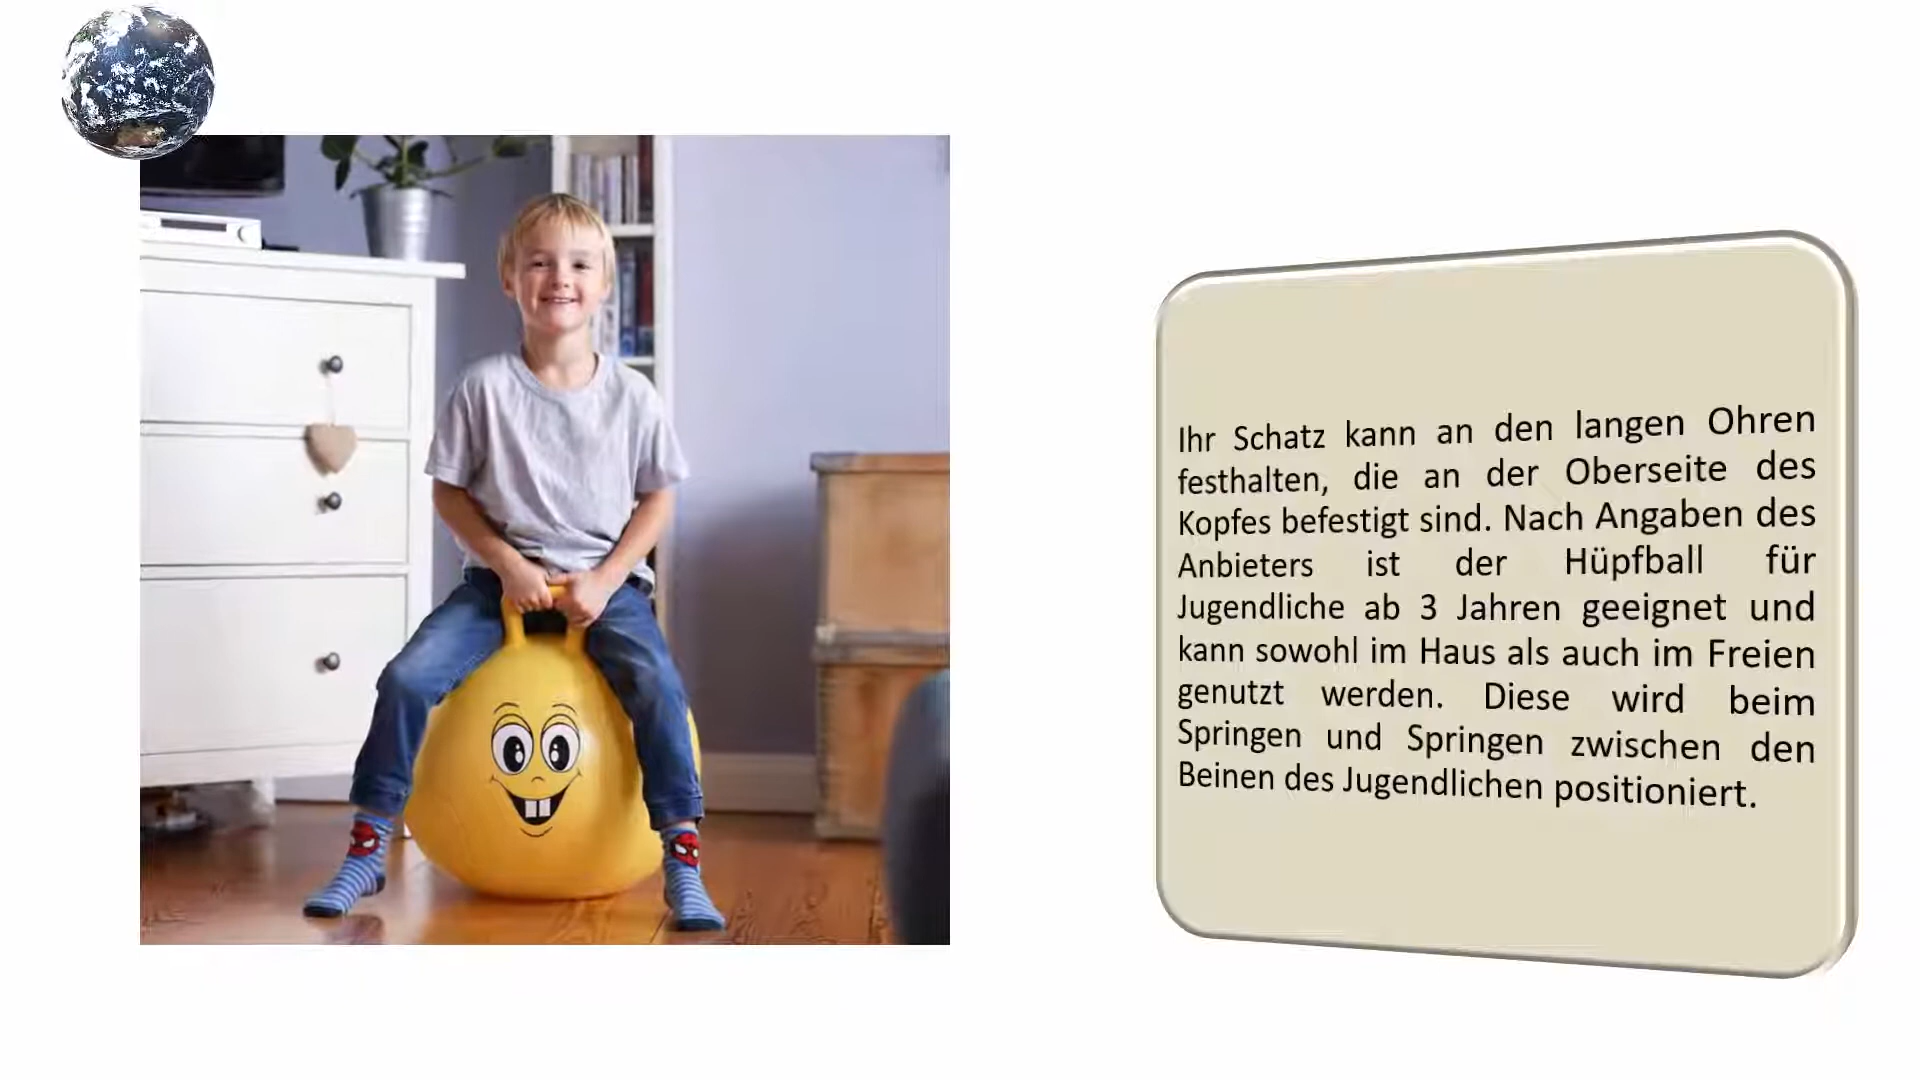 Ihr Schatz kann an den langen Ohren
festhalten, die an der Oberseite des
Kopfes befestigt sind. Nach Angaben des
Anbieters ist der Hüpfball für
Jugendliche ab 3 Jahren geeignet und
kann sowohl im Haus als auch im Freien
genutzt werden. Diese wird beim
Springen und Springen zwischen den
Beinen des Jugendlichen positioniert.